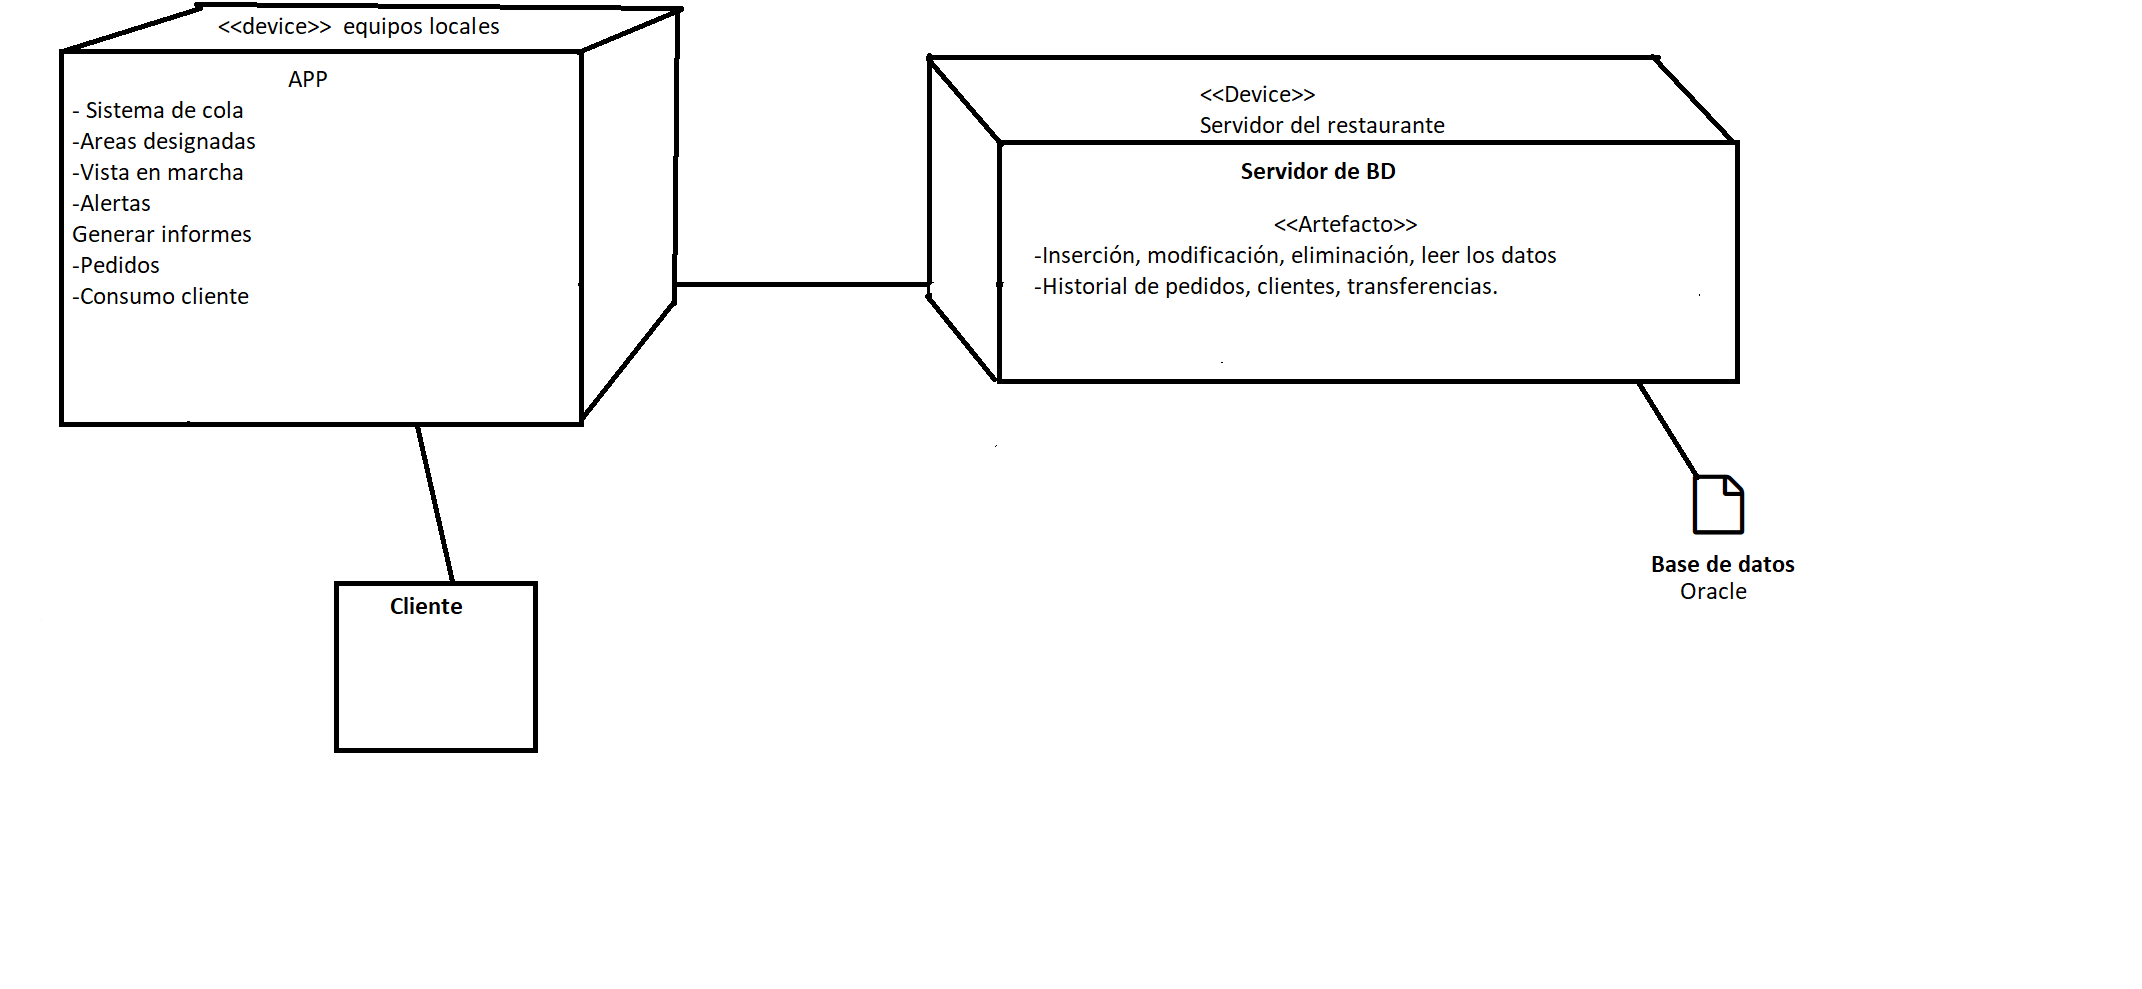 <<device>> equipos locales
APP
- Sistema de cola
-Areas designadas
-Vista en marcha
-Alertas
Generar informes
-Pedidos
-Consumo cliente
<<Device>>
Servidor del restaurante
Servidor de BD
<<Artefacto>>
-Inserción, modificación, eliminación, leer los datos
-Historial de pedidos, clientes, transferencias.
Cliente
Base de datos
Oracle